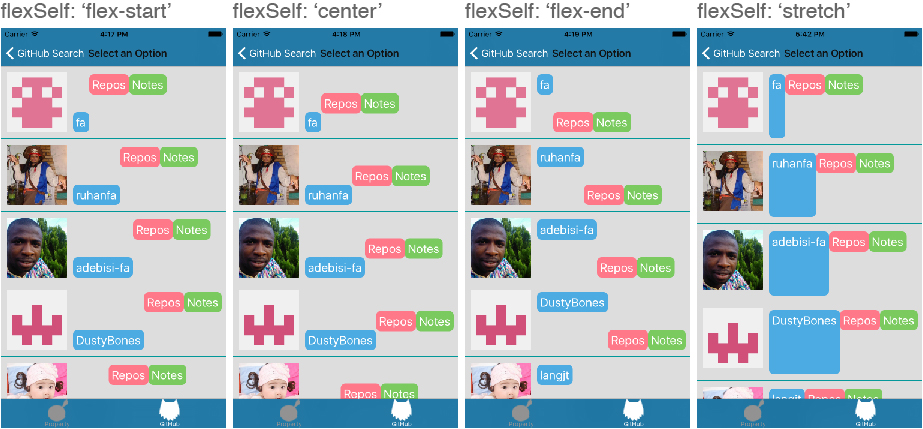 flexSelf: ‘flex-start’
Carrier 4:17 PM
GitHub Search Select an Option
Repos Notes
fa
Repos Notes
ruhanfa
Repos Notes
adebisi-fa
Repos Notes
DustyBones
Repos Notes
Property GitHub
flexSelf: ‘center’
Carrier 4:18 PM
GitHub Search Select an Option
Repos Notes
fa
Repos Notes
ruhanfa
Repos Notes
adebisi-fa
Repos Notes
DustyBones
Repos Notes
Property GitHub
flexSelf: ‘flex-end’
Carrier 4:19 PM
GitHub Search Select an Option
fa
Repos Notes
ruhanfa
Repos Notes
adebisi-fa
Repos Notes
DustyBones
Repos Notes
langjt
Property GitHub
flexSelf: ‘stretch’
Carrier 5:42 PM
GitHub Search Select an Option
fa Repos Notes
ruhanfa Repos Notes
adebisi-fa Repos Notes
DustyBones Repos Notes
langjt Repos Notes
Property GitHub